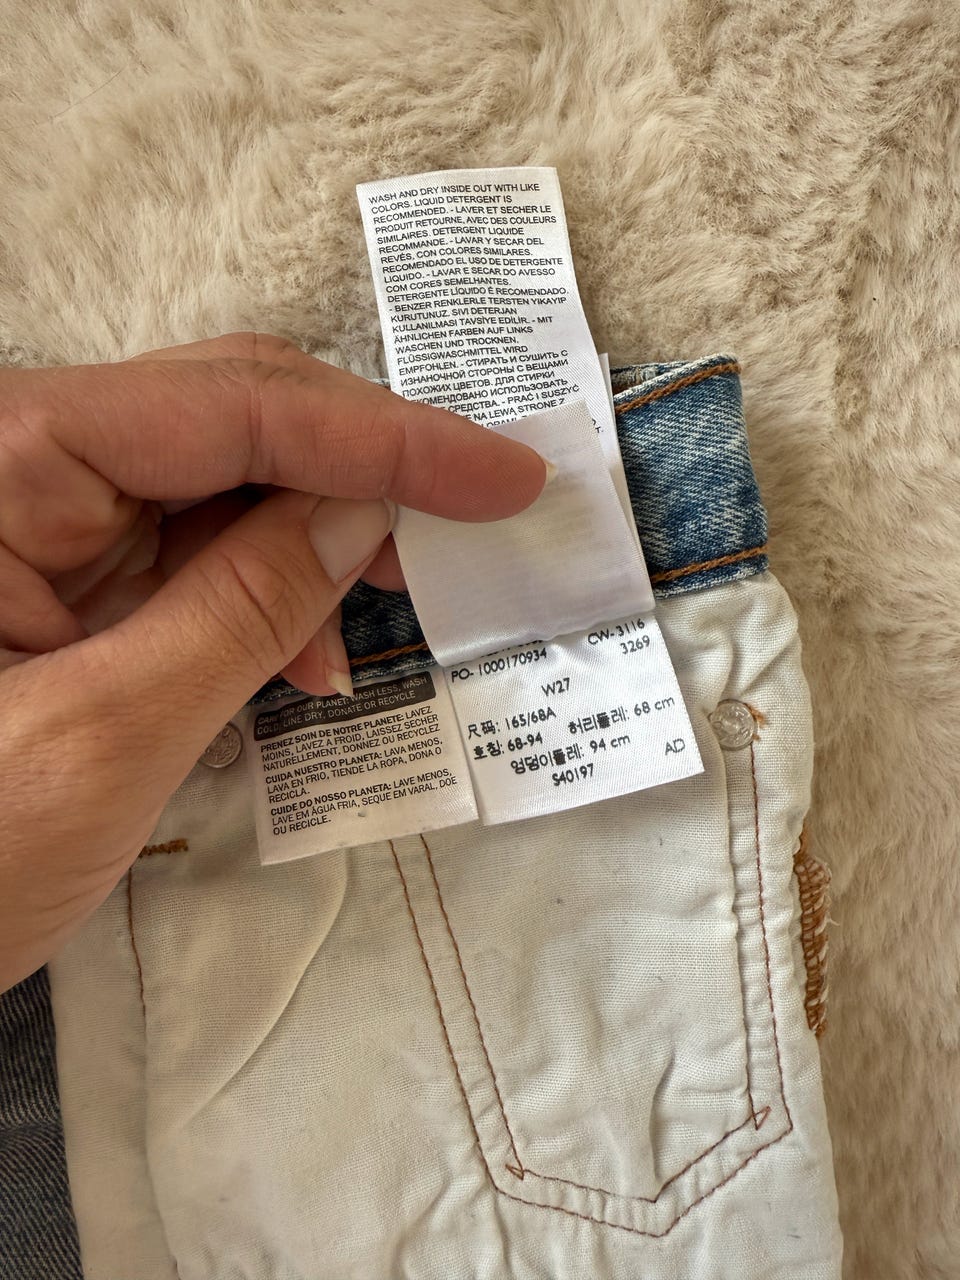 WASH AND DRY INSIDE OUT WITH LIKE
COLORS. LIQUID DETERGENT IS
RECOMMENDED. - LAVER ET SECHER LE
PRODUIT RETOURNE, AVEC DES COULEURS
SIMILAIRES. DETERGENT LIQUIDE
RECOMMANDE. - LAVAR Y SECAR DEL
REVÉS, CON COLORES SIMILARES.
RECOMENDADO EL USO DE DETERGENTE
LIQUIDO. - LAVAR E SECAR DO AVESSO
COM CORES SEMELHANTES.
DETERGENTE LÍQUIDO É RECOMENDADO.
- BENZER RENKLERLE TERSTEN YIKAYIP
KURUTUNUZ. SIVI DETERJAN
KULLANILMASI TAVSİYE EDİLİR. - MIT
ÄHNLICHEN FARBEN AUF LINKS
WASCHEN UND TROCKNEN.
FLÜSSIGWASCHMITTEL WIRD
EMPFOHLEN. - СТИРАТЬ И СУШИТЬ С
ИЗНАНОЧНОЙ СТОРОНЫ С ВЕЩАМИ
ПОХОЖИХ ЦВЕТОВ. ДЛЯ СТИРКИ
ЕКОМЕНДОВАНО ИСПОЛЬЗОВАТЬ
СРЕДСТВА. - PRAĆ I SUSZYĆ
NA LEWĄ STRONE Z
CARE FOR OUR PLANET: WASH LESS, WASH
COLD, LINE DRY, DONATE OR RECYCLE
PRENEZ SOIN DE NOTRE PLANETE: LAVEZ
MOINS, LAVEZ A FROID, LAISSEZ SECHER
NATURELLEMENT, DONNEZ OU RECYCLEZ
CUIDA NUESTRO PLANETA: LAVA MENOS,
LAVA EN FRIO, TIENDE LA ROPA, DONA O
RECICLA.
CUIDE DO NOSSO PLANETA: LAVE MENOS,
LAVE EM ÁGUA FRIA, SEQUE EM VARAL, DOE
OU RECICLE.
CW-3116
PO- 1000170934 3269
W27
尺码: 165/68A 허리둘레: 68 cm
호칭: 68-94
엉덩이둘레: 94 cm AD
S40197